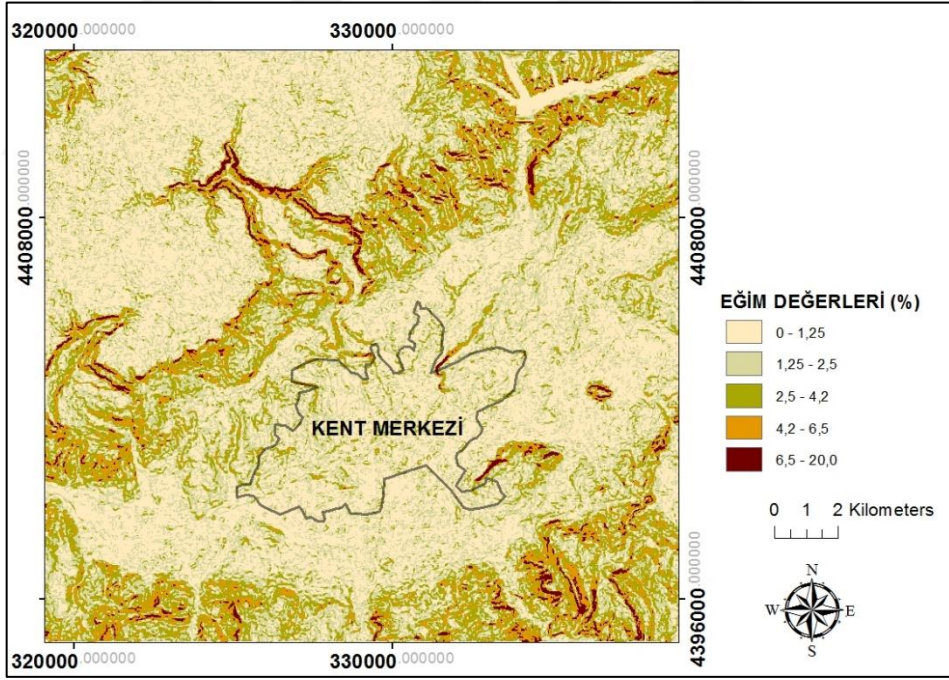 320000.000000 330000.000000
4408000.000000
4408000.000000
EĞİM DEĞERLERİ (%)
0 - 1,25
1,25 - 2,5
2,5 - 4,2
4,2 - 6,5
6,5 - 20,0
KENT MERKEZİ
0 1 2 Kilometers
N
W E
S
4396000.000000
4396000.000000
320000.000000 330000.000000